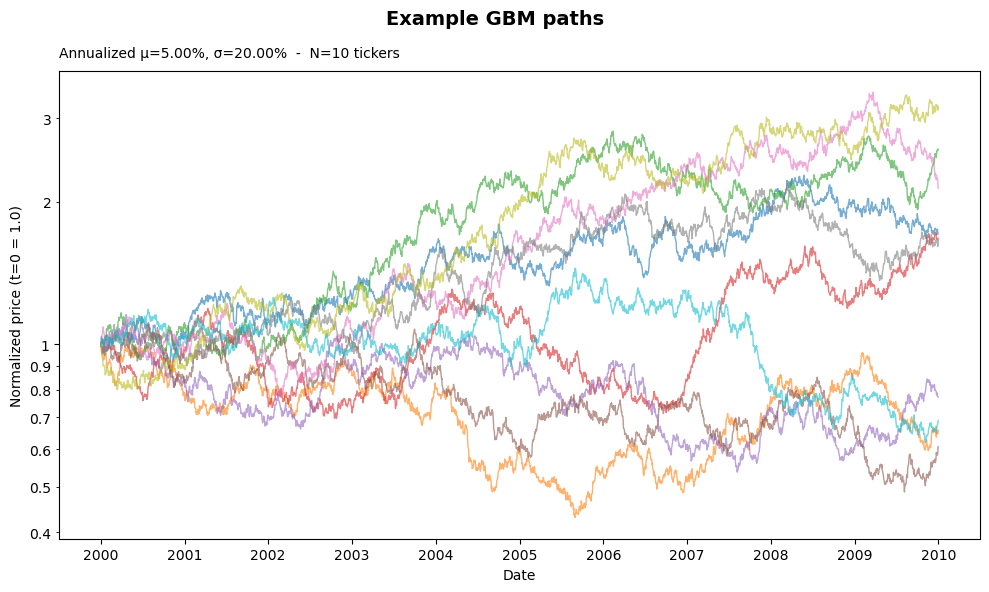 Example GBM paths
Annualized μ=5.00%, σ=20.00%  -  N=10 tickers
Normalized price (t=0 = 1.0)
3
2
1
0.9
0.8
0.7
0.6
0.5
0.4
2000 2001 2002 2003 2004 2005 2006 2007 2008 2009 2010
Date